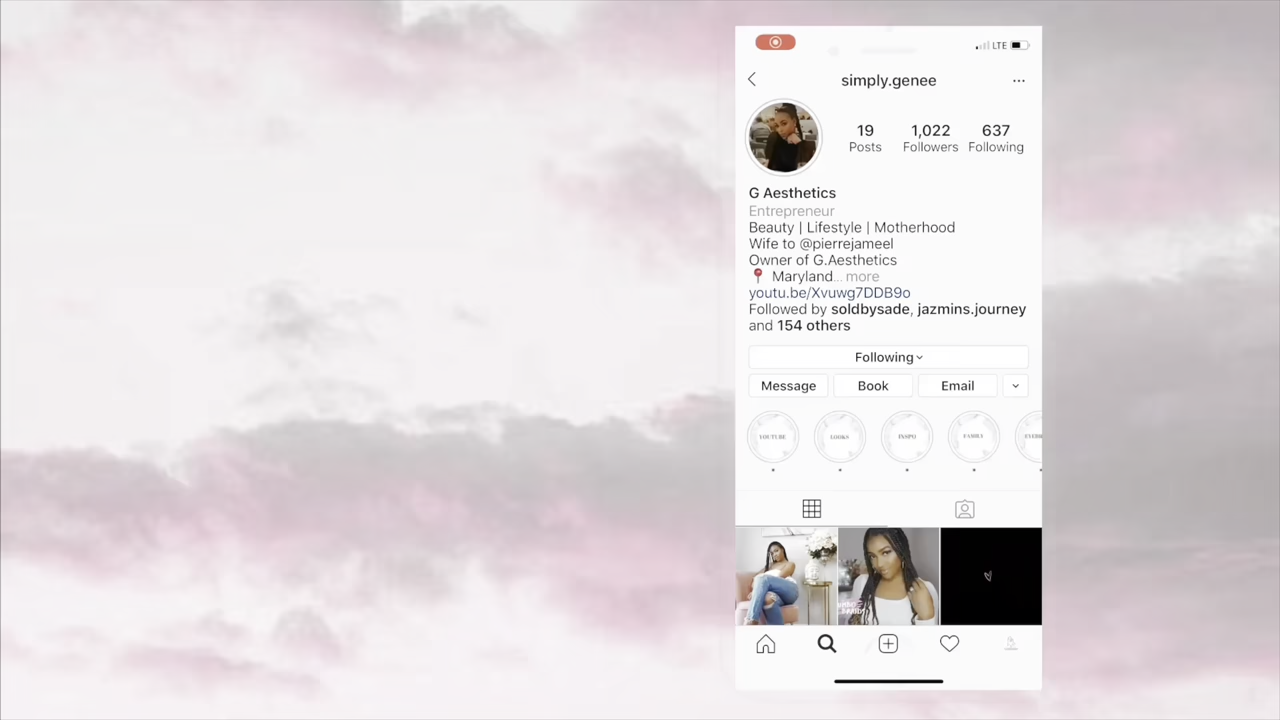 LTE
simply.genee
...
19 1,022 637
Posts Followers Following
G Aesthetics
Entrepreneur
Beauty | Lifestyle | Motherhood
Wife to @pierrejameel
Owner of G.Aesthetics
📍 Maryland... more
youtu.be/Xvuwg7DDB9o
Followed by soldbysade, jazmins.journey
and 154 others
Following
Message Book Email
YOUTUBE LOOKS INSPO FAMILY